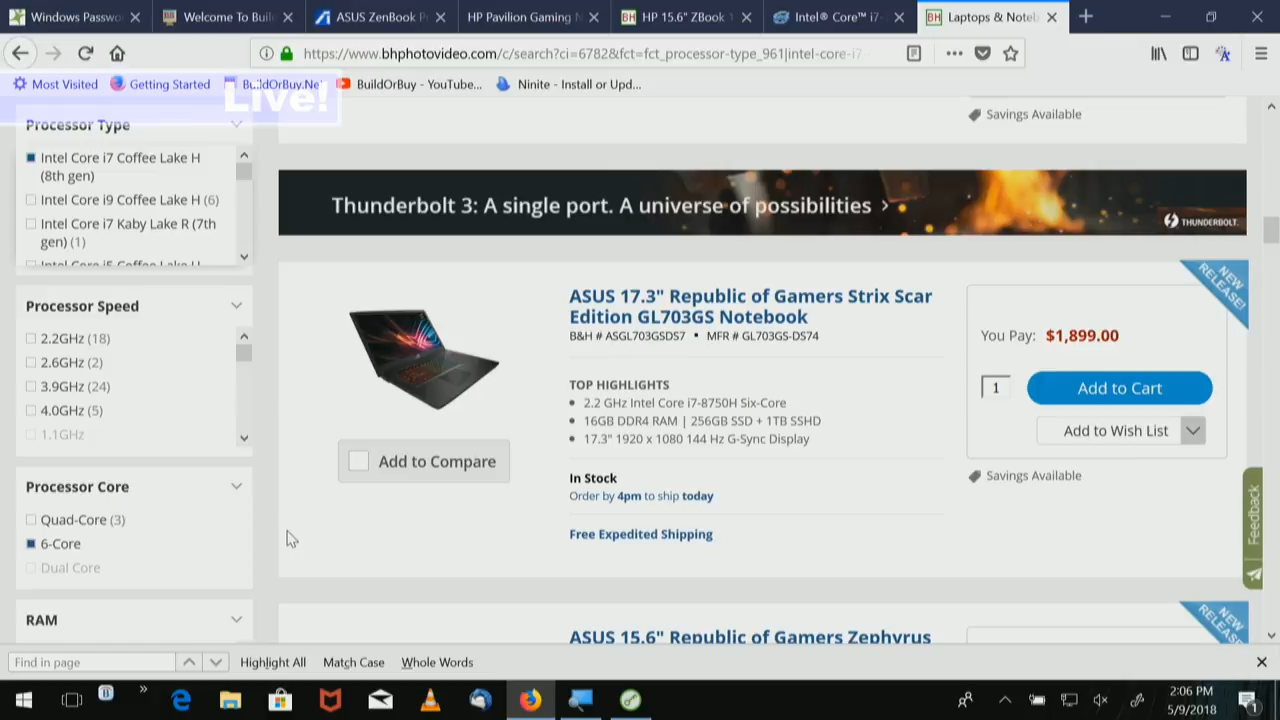 Windows Passwo
Welcome To Buil
ASUS ZenBook P
HP Pavilion Gaming N
HP 15.6" ZBook
Intel® Core™ i7-
Laptops & Noteb
https://www.bhphotovideo.com/c/search?ci=6782&fct=fct_processor-type_961|intel-core-i7-
Most Visited
Getting Started
BuildOrBuy.Net
BuildOrBuy - YouTube...
Ninite - Install or Upd...
Live!
Processor Type
Intel Core i7 Coffee Lake H
(8th gen)
Intel Core i9 Coffee Lake H (6)
Intel Core i7 Kaby Lake R (7th
gen) (1)
Intel Core i5 Coffee Lake H
Processor Speed
2.2GHz (18)
2.6GHz (2)
3.9GHz (24)
4.0GHz (5)
1.1GHz
Processor Core
Quad-Core (3)
6-Core
Dual Core
RAM
Savings Available
Thunderbolt 3: A single port. A universe of possibilities >
THUNDERBOLT.
ASUS 17.3" Republic of Gamers Strix Scar
Edition GL703GS Notebook
B&H # ASGL703GSDS7 • MFR # GL703GS-DS74
TOP HIGHLIGHTS
2.2 GHz Intel Core i7-8750H Six-Core
16GB DDR4 RAM | 256GB SSD + 1TB SSHD
17.3" 1920 x 1080 144 Hz G-Sync Display
In Stock
Order by 4pm to ship today
Free Expedited Shipping
Add to Compare
NEW
RELEASE!
You Pay: $1,899.00
1
Add to Cart
Add to Wish List
Savings Available
Feedback
ASUS 15.6" Republic of Gamers Zephyrus
NEW
RELEASE!
Find in page
Highlight All
Match Case
Whole Words
2:06 PM
5/9/2018
1